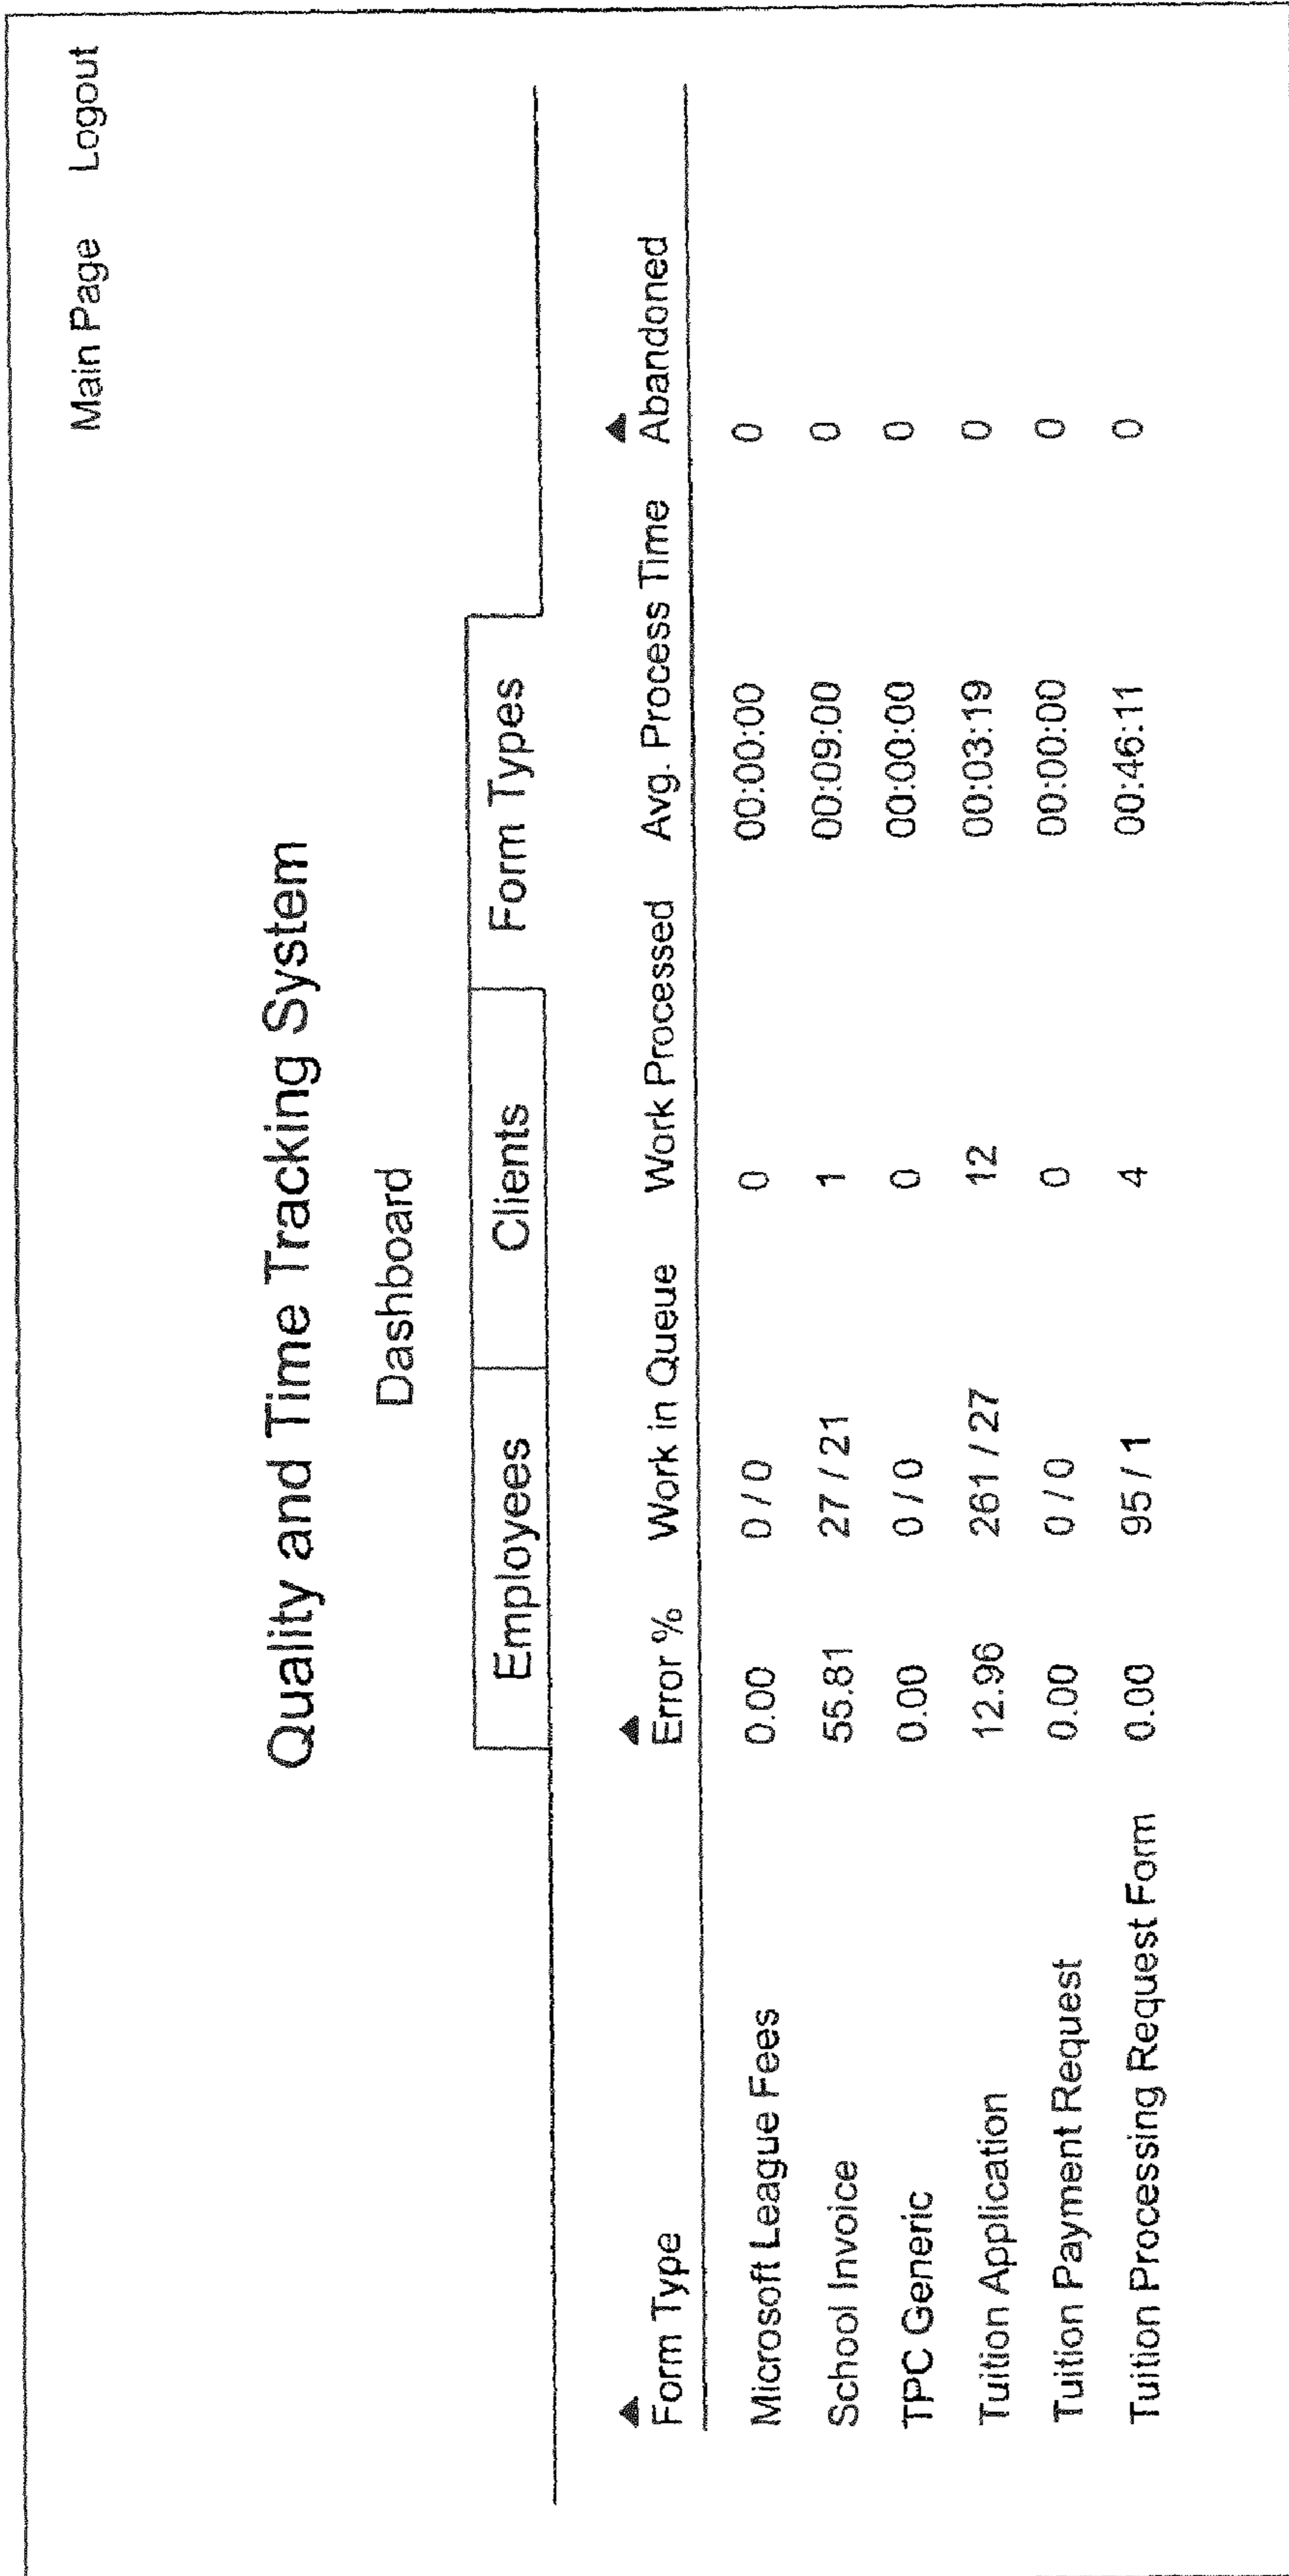 Main Page Logout
Quality and Time Tracking System
Dashboard
Employees Clients Form Types
▲ ▲ ▲
Form Type Error % Work in Queue Work Processed Avg. Process Time Abandoned
Microsoft League Fees 0.00 0 / 0 0 00:00:00 0
School Invoice 55.81 27 / 21 1 00:09:00 0
TPC Generic 0.00 0 / 0 0 00:00:00 0
Tuition Application 12.96 261 / 27 12 00:03:19 0
Tuition Payment Request 0.00 0 / 0 0 00:00:00 0
Tuition Processing Request Form 0.00 95 / 1 4 00:46:11 0